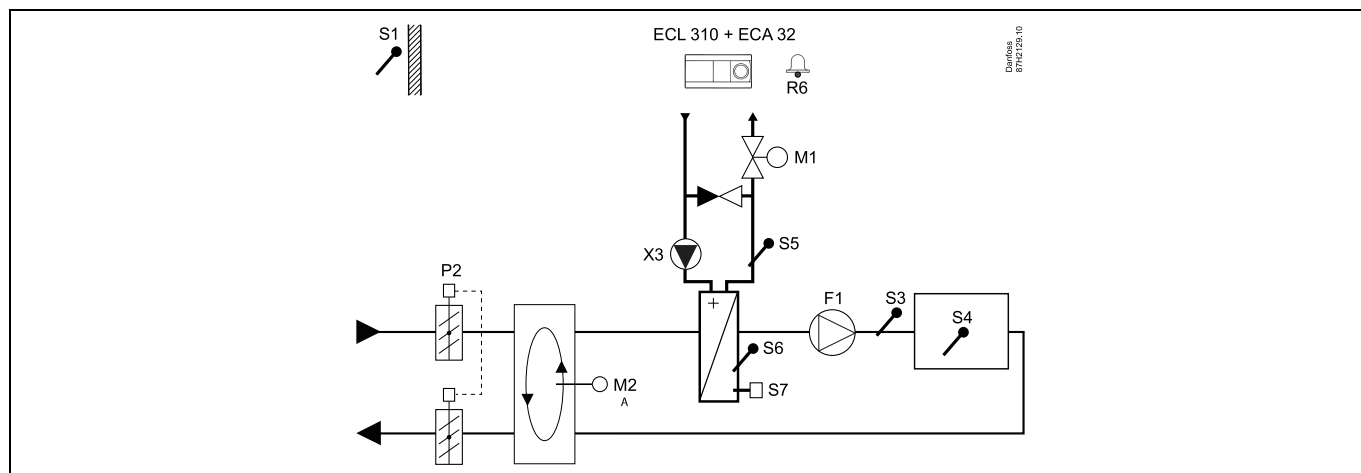 S1
ECL 310 + ECA 32
Danfoss
87H2129.10
R6
M1
X3
S5
P2
F1
S3
S4
+
S6
M2
A
S7